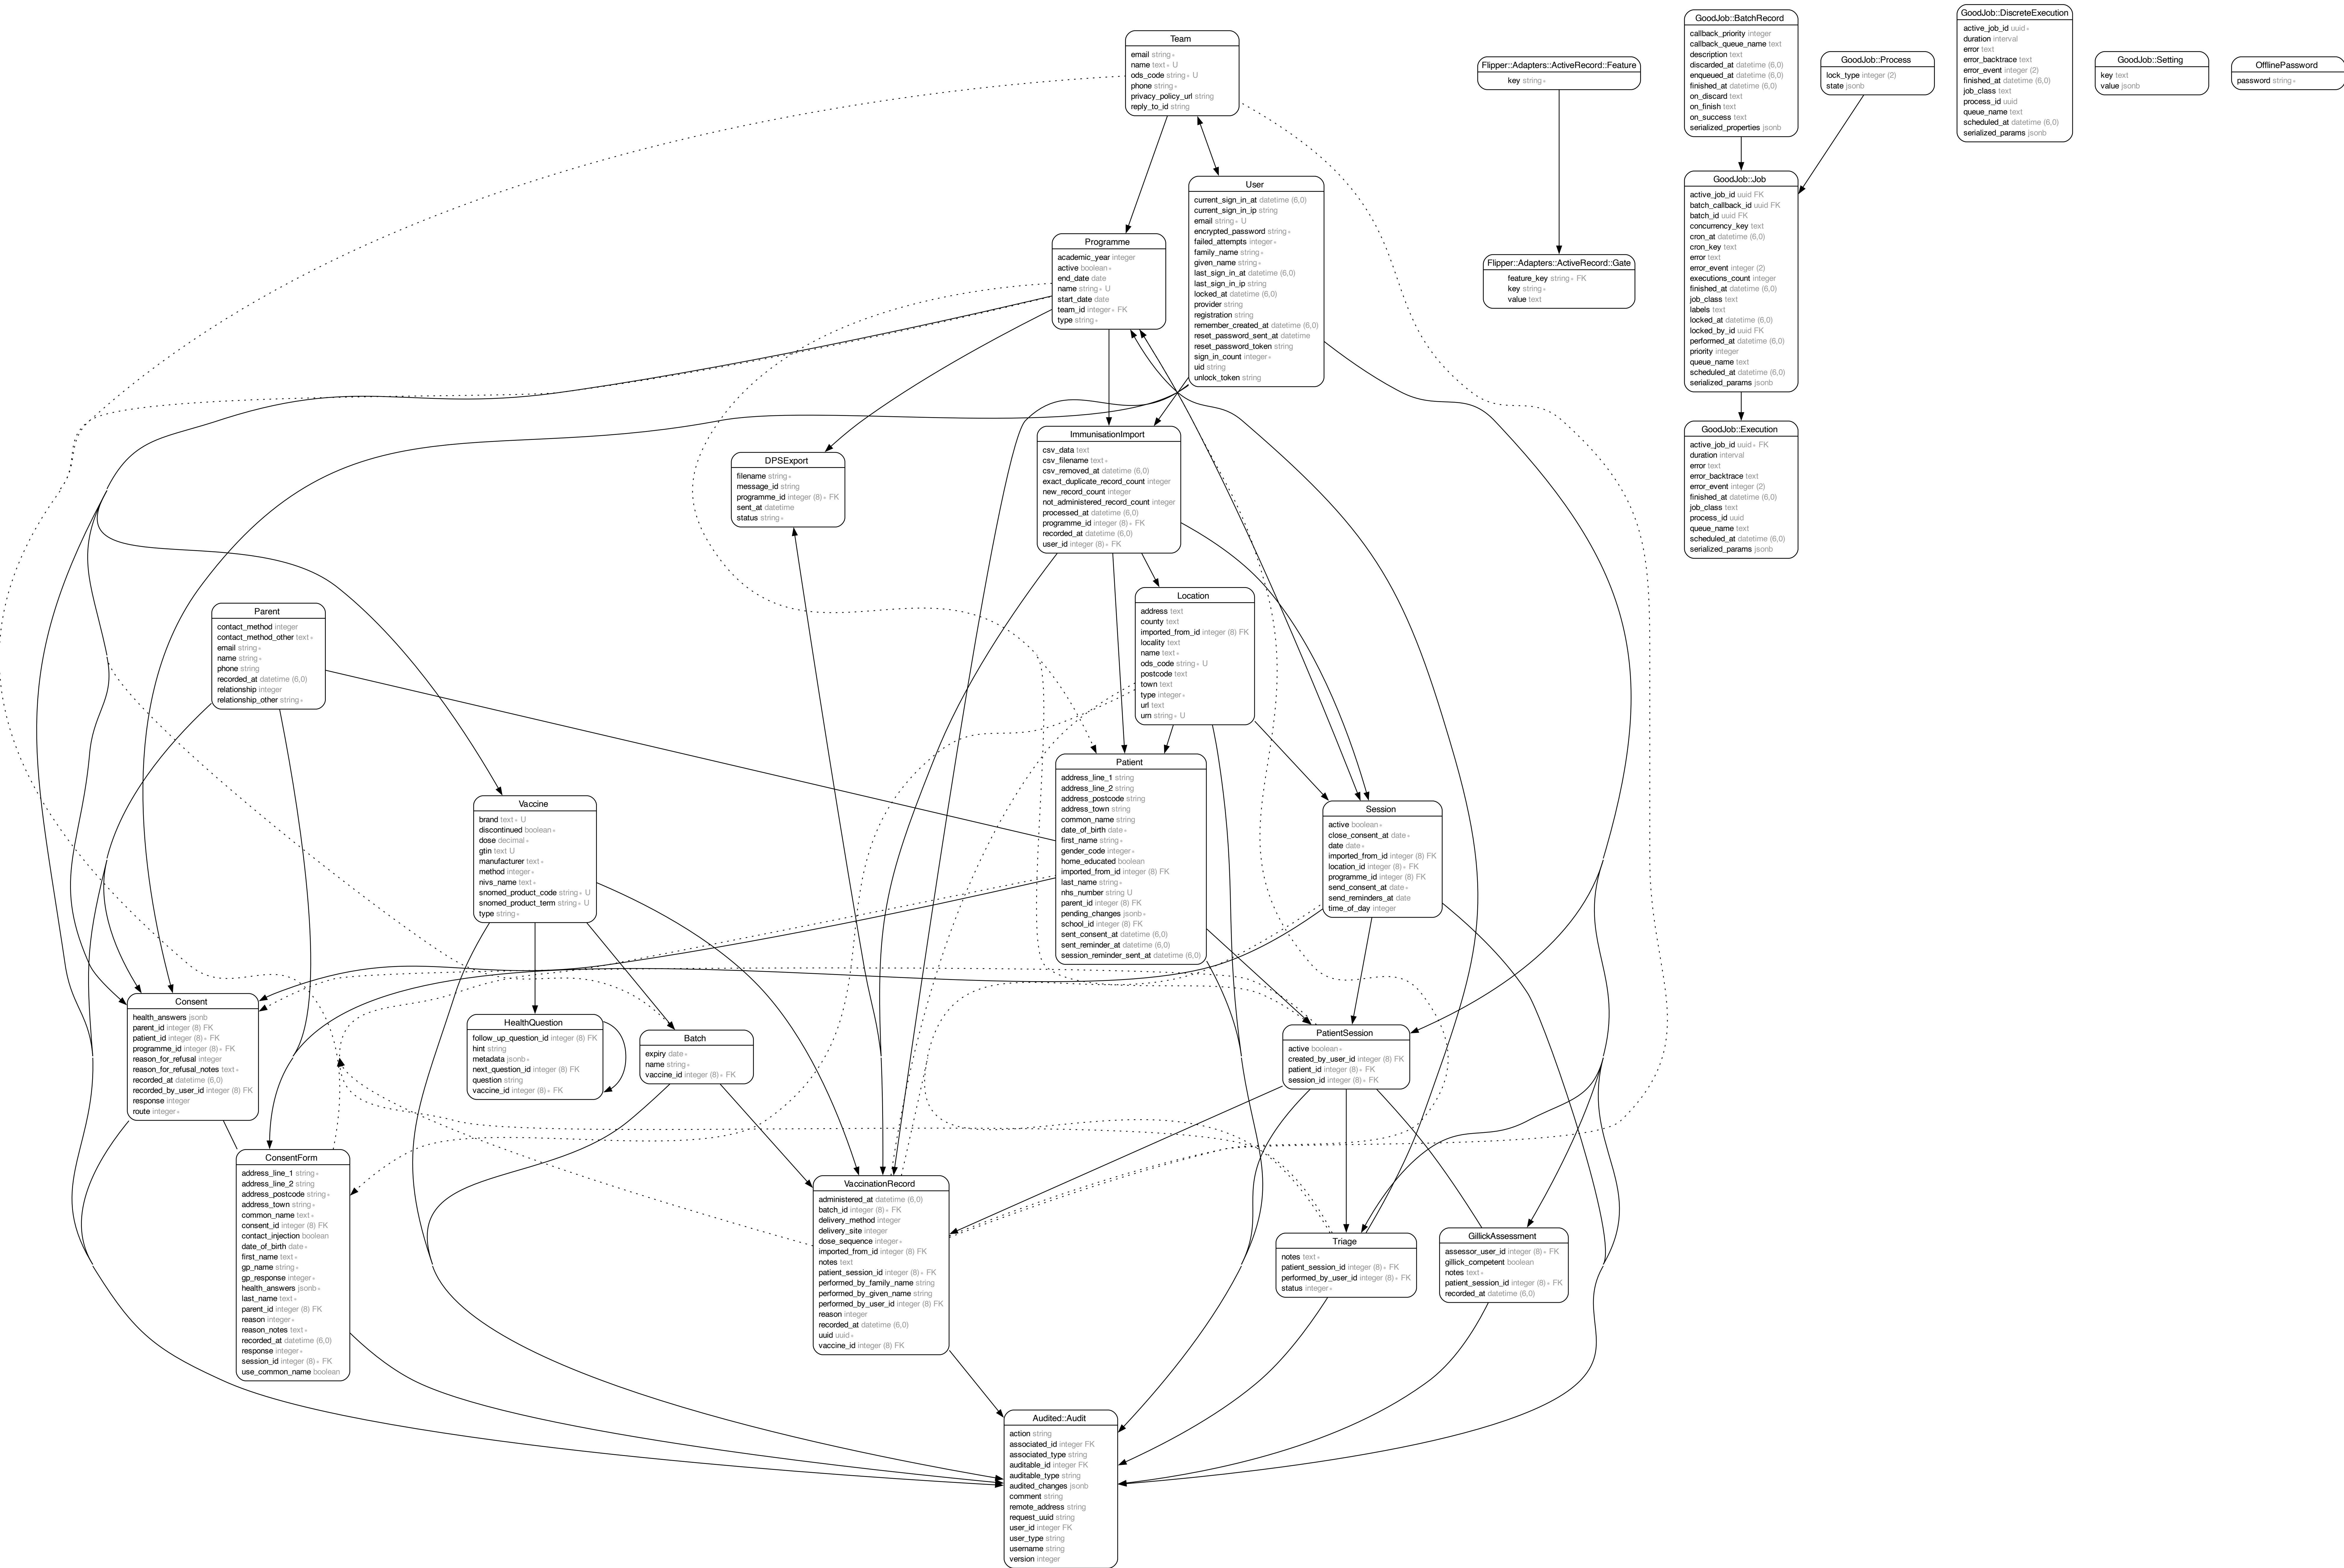 Team
email string ∗
name text ∗ U
ods_code string ∗ U
phone string ∗
privacy_policy_url string
reply_to_id string
User
current_sign_in_at datetime (6,0)
current_sign_in_ip string
email string ∗ U
encrypted_password string ∗
failed_attempts integer ∗
family_name string ∗
given_name string ∗
last_sign_in_at datetime (6,0)
last_sign_in_ip string
locked_at datetime (6,0)
provider string
registration string
remember_created_at datetime (6,0)
reset_password_sent_at datetime
reset_password_token string
sign_in_count integer ∗
uid string
unlock_token string
Programme
academic_year integer
active boolean ∗
end_date date
name string ∗ U
start_date date
team_id integer ∗ FK
type string ∗
DPSExport
filename string ∗
message_id string
programme_id integer (8) ∗ FK
sent_at datetime
status string ∗
ImmunisationImport
csv_data text
csv_filename text ∗
csv_removed_at datetime (6,0)
exact_duplicate_record_count integer
new_record_count integer
not_administered_record_count integer
processed_at datetime (6,0)
programme_id integer (8) ∗ FK
recorded_at datetime (6,0)
user_id integer (8) ∗ FK
Location
address text
county text
imported_from_id integer (8) FK
locality text
name text ∗
ods_code string ∗ U
postcode text
town text
type integer ∗
url text
urn string ∗ U
Parent
contact_method integer
contact_method_other text ∗
email string ∗
name string ∗
phone string
recorded_at datetime (6,0)
relationship integer
relationship_other string ∗
Patient
address_line_1 string
address_line_2 string
address_postcode string
address_town string
common_name string
date_of_birth date ∗
first_name string ∗
gender_code integer ∗
home_educated boolean
imported_from_id integer (8) FK
last_name string ∗
nhs_number string U
parent_id integer (8) FK
pending_changes jsonb ∗
school_id integer (8) FK
sent_consent_at datetime (6,0)
sent_reminder_at datetime (6,0)
session_reminder_sent_at datetime (6,0)
Vaccine
brand text ∗ U
discontinued boolean ∗
dose decimal ∗
gtin text U
manufacturer text ∗
method integer ∗
nivs_name text ∗
snomed_product_code string ∗ U
snomed_product_term string ∗ U
type string ∗
Session
active boolean ∗
close_consent_at date ∗
date date ∗
imported_from_id integer (8) FK
location_id integer (8) ∗ FK
programme_id integer (8) FK
send_consent_at date ∗
send_reminders_at date
time_of_day integer
Consent
health_answers jsonb
parent_id integer (8) FK
patient_id integer (8) ∗ FK
programme_id integer (8) ∗ FK
reason_for_refusal integer
reason_for_refusal_notes text ∗
recorded_at datetime (6,0)
recorded_by_user_id integer (8) FK
response integer
route integer ∗
HealthQuestion
follow_up_question_id integer (8) FK
hint string
metadata jsonb ∗
next_question_id integer (8) FK
question string
vaccine_id integer (8) ∗ FK
Batch
expiry date ∗
name string ∗
vaccine_id integer (8) ∗ FK
PatientSession
active boolean ∗
created_by_user_id integer (8) FK
patient_id integer (8) ∗ FK
session_id integer (8) ∗ FK
ConsentForm
address_line_1 string ∗
address_line_2 string
address_postcode string ∗
address_town string ∗
common_name text ∗
consent_id integer (8) FK
contact_injection boolean
date_of_birth date ∗
first_name text ∗
gp_name string ∗
gp_response integer ∗
health_answers jsonb ∗
last_name text ∗
parent_id integer (8) FK
reason integer ∗
reason_notes text ∗
recorded_at datetime (6,0)
response integer ∗
session_id integer (8) ∗ FK
use_common_name boolean
VaccinationRecord
administered_at datetime (6,0)
batch_id integer (8) ∗ FK
delivery_method integer
delivery_site integer
dose_sequence integer ∗
imported_from_id integer (8) FK
notes text
patient_session_id integer (8) ∗ FK
performed_by_family_name string
performed_by_given_name string
performed_by_user_id integer (8) FK
reason integer
recorded_at datetime (6,0)
uuid uuid ∗
vaccine_id integer (8) FK
Triage
notes text ∗
patient_session_id integer (8) ∗ FK
performed_by_user_id integer (8) ∗ FK
status integer ∗
GillickAssessment
assessor_user_id integer (8) ∗ FK
gillick_competent boolean
notes text ∗
patient_session_id integer (8) ∗ FK
recorded_at datetime (6,0)
Audited::Audit
action string
associated_id integer FK
associated_type string
auditable_id integer FK
auditable_type string
audited_changes jsonb
comment string
remote_address string
request_uuid string
user_id integer FK
user_type string
username string
version integer
Flipper::Adapters::ActiveRecord::Feature
key string ∗
Flipper::Adapters::ActiveRecord::Gate
feature_key string ∗ FK
key string ∗
value text
GoodJob::BatchRecord
callback_priority integer
callback_queue_name text
description text
discarded_at datetime (6,0)
enqueued_at datetime (6,0)
finished_at datetime (6,0)
on_discard text
on_finish text
on_success text
serialized_properties jsonb
GoodJob::Process
lock_type integer (2)
state jsonb
GoodJob::Job
active_job_id uuid FK
batch_callback_id uuid FK
batch_id uuid FK
concurrency_key text
cron_at datetime (6,0)
cron_key text
error text
error_event integer (2)
executions_count integer
finished_at datetime (6,0)
job_class text
labels text
locked_at datetime (6,0)
locked_by_id uuid FK
performed_at datetime (6,0)
priority integer
queue_name text
scheduled_at datetime (6,0)
serialized_params jsonb
GoodJob::Execution
active_job_id uuid ∗ FK
duration interval
error text
error_backtrace text
error_event integer (2)
finished_at datetime (6,0)
job_class text
process_id uuid
queue_name text
scheduled_at datetime (6,0)
serialized_params jsonb
GoodJob::DiscreteExecution
active_job_id uuid ∗
duration interval
error text
error_backtrace text
error_event integer (2)
finished_at datetime (6,0)
job_class text
process_id uuid
queue_name text
scheduled_at datetime (6,0)
serialized_params jsonb
GoodJob::Setting
key text
value jsonb
OfflinePassword
password string ∗